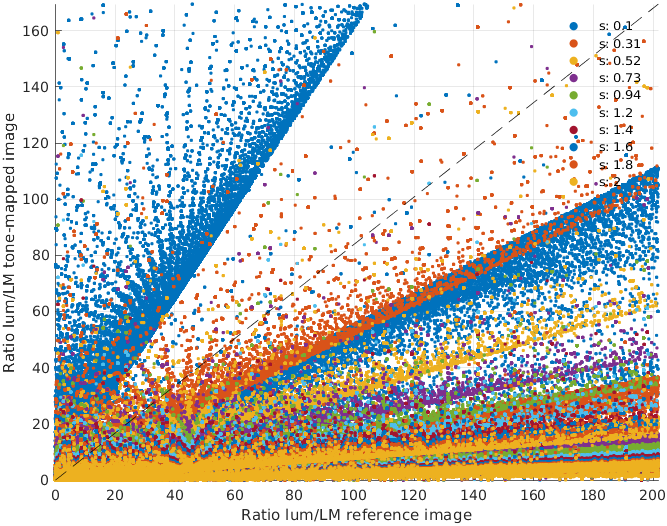 160
140
120
100
80
60
40
20
0
Ratio lum/LM tone-mapped image
s: 0.1
s: 0.31
s: 0.52
s: 0.73
s: 0.94
s: 1.2
s: 1.4
s: 1.6
s: 1.8
s: 2
0 20 40 60 80 100 120 140 160 180 200
Ratio lum/LM reference image